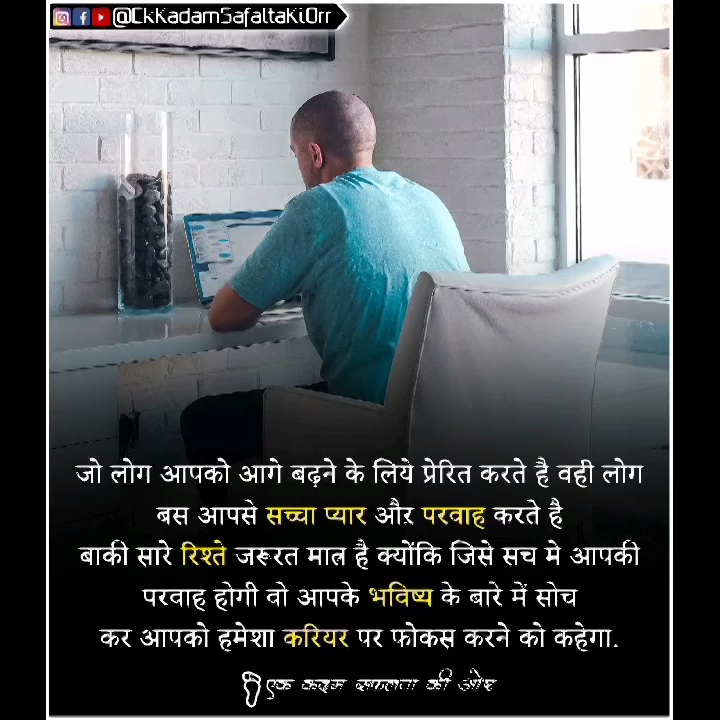 @EkKadamSafaltaKiOrr
जो लोग आपको आगे बढ़ने के लिये प्रेरित करते है वही लोग
बस आपसे सच्चा प्यार और परवाह करते है
बाकी सारे रिश्ते जरूरत मात्र है क्योंकि जिसे सच मे आपकी
परवाह होगी वो आपके भविष्य के बारे में सोच
कर आपको हमेशा करियर पर फोकस करने को कहेगा.
एक कदम सफलता की ओर